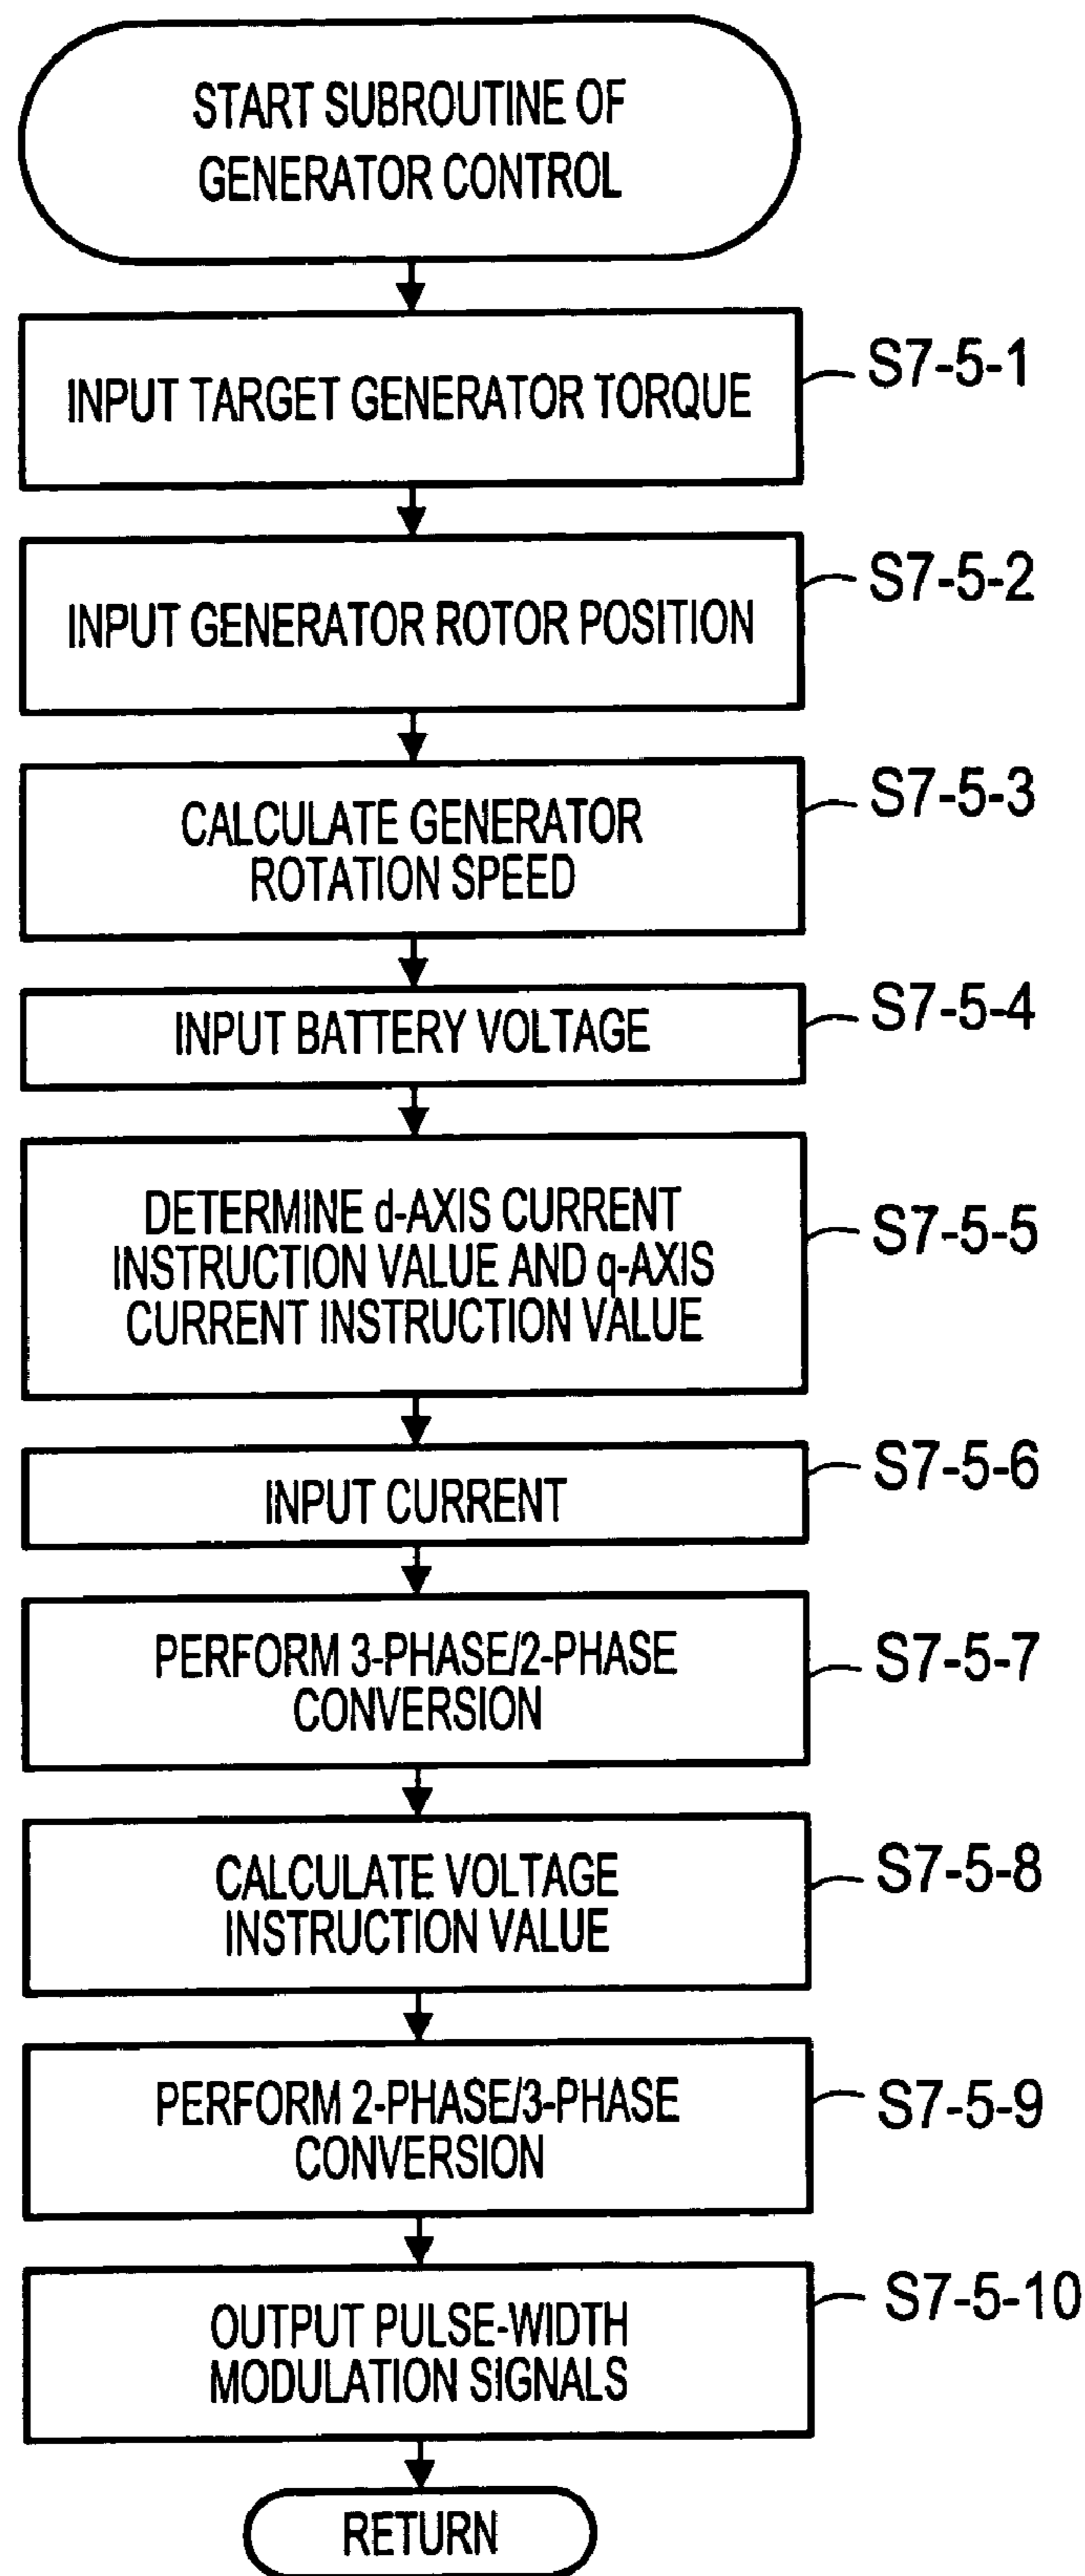 START SUBROUTINE OF
GENERATOR CONTROL
INPUT TARGET GENERATOR TORQUE
S7-5-1
INPUT GENERATOR ROTOR POSITION
S7-5-2
CALCULATE GENERATOR
ROTATION SPEED
S7-5-3
INPUT BATTERY VOLTAGE
S7-5-4
DETERMINE d-AXIS CURRENT
INSTRUCTION VALUE AND q-AXIS
CURRENT INSTRUCTION VALUE
S7-5-5
INPUT CURRENT
S7-5-6
PERFORM 3-PHASE/2-PHASE
CONVERSION
S7-5-7
CALCULATE VOLTAGE
INSTRUCTION VALUE
S7-5-8
PERFORM 2-PHASE/3-PHASE
CONVERSION
S7-5-9
OUTPUT PULSE-WIDTH
MODULATION SIGNALS
S7-5-10
RETURN